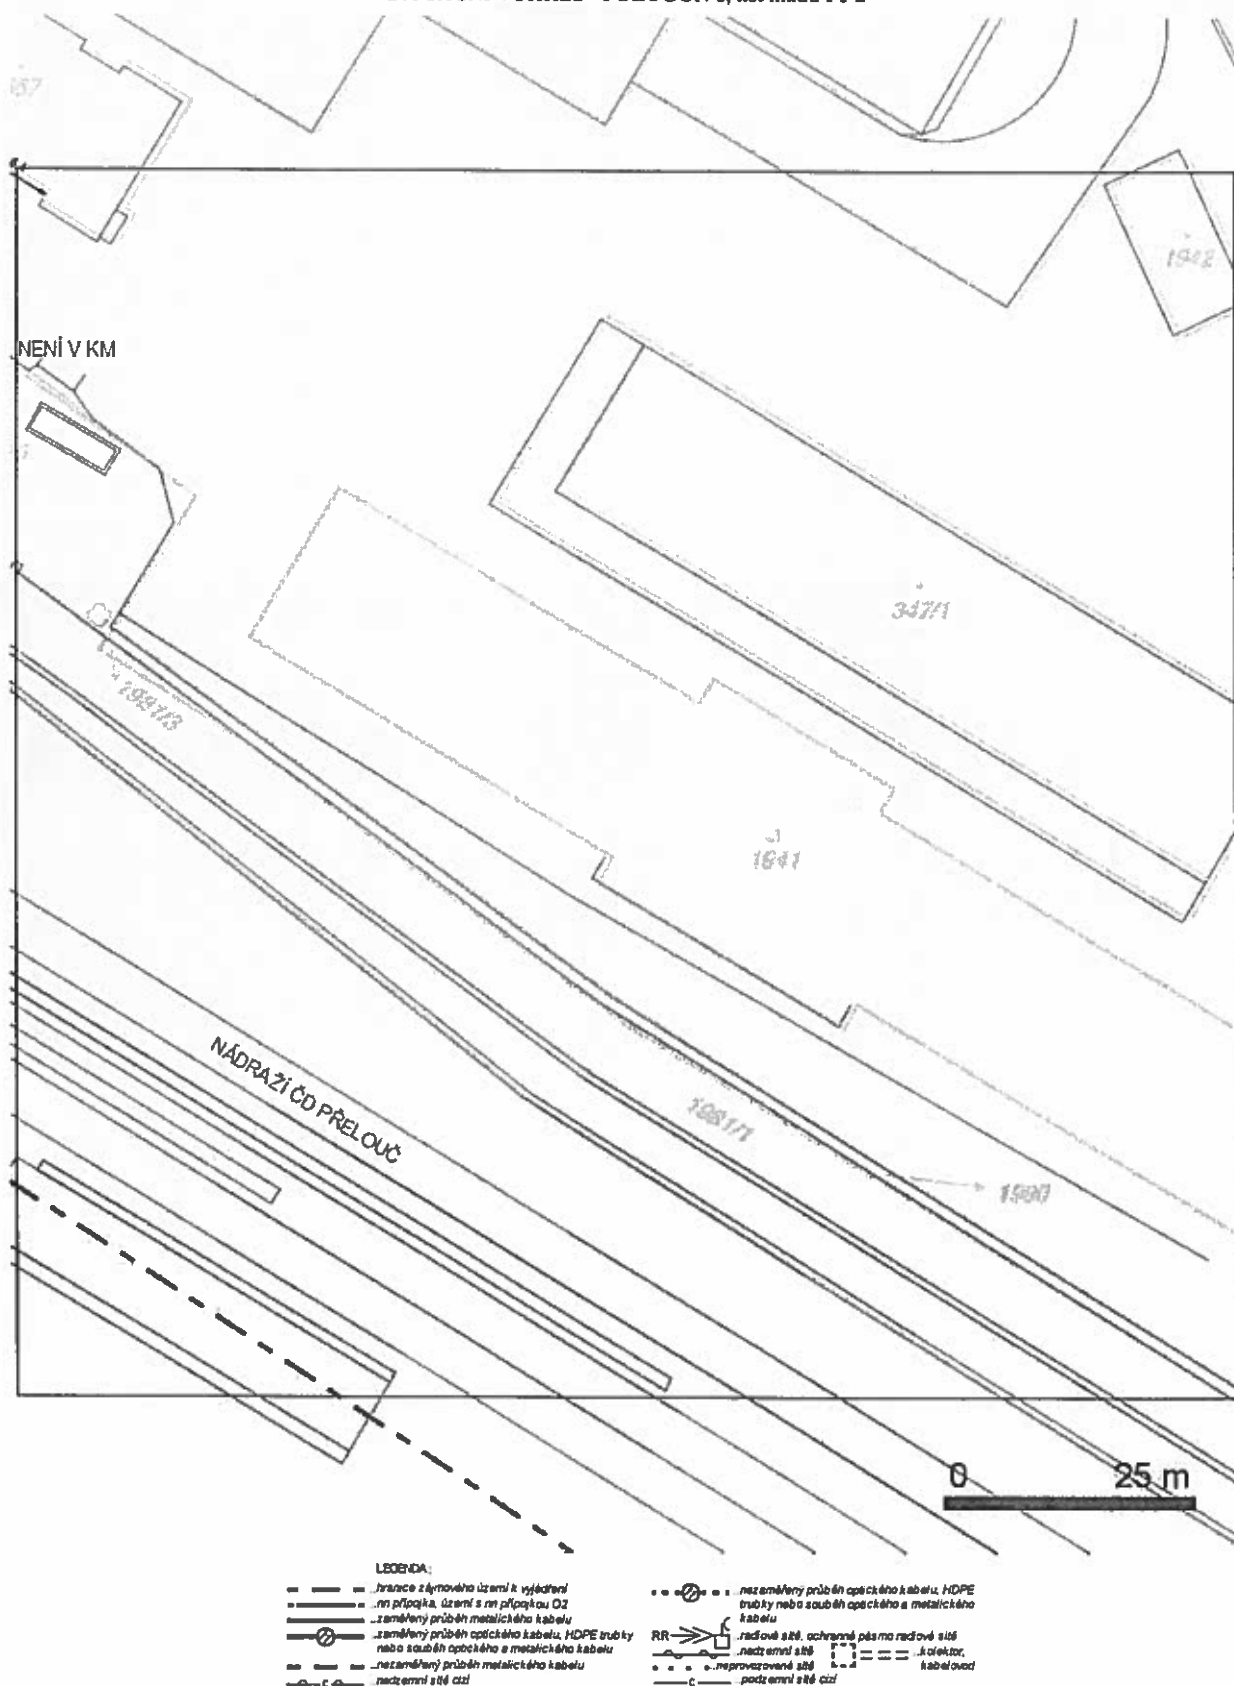 1942
NENÍ V KM
347/1
1981/3
1841
NÁDRAŽÍ ČD PŘELOUČ
1981/1
1980
0 25 m
LEGENDA:
...hranice zájmového území k vyjádření
...nn přípojka, území s nn přípojkou O2
...zaměřený průběh metalického kabelu
...zaměřený průběh optického kabelu, HDPE trubky
nebo souběh optického a metalického kabelu
...nezaměřený průběh metalického kabelu
...nadzemní sítě cizí
...nezaměřený průběh optického kabelu, HDPE
trubky nebo souběh optického a metalického
kabelu
RR ...radiové sítě, ochranné pásmo radiové sítě
...nadzemní sítě ...kolektor,
...neprovozované sítě kabelovod
C ...podzemní sítě cizí